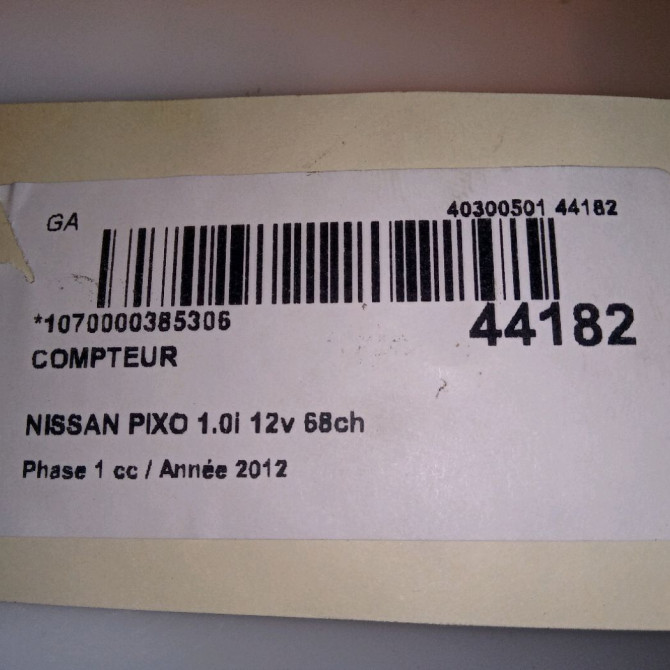 GA
40300501 44182
*1070000385306
44182
COMPTEUR
NISSAN PIXO 1.0i 12v 68ch
Phase 1 cc / Année 2012